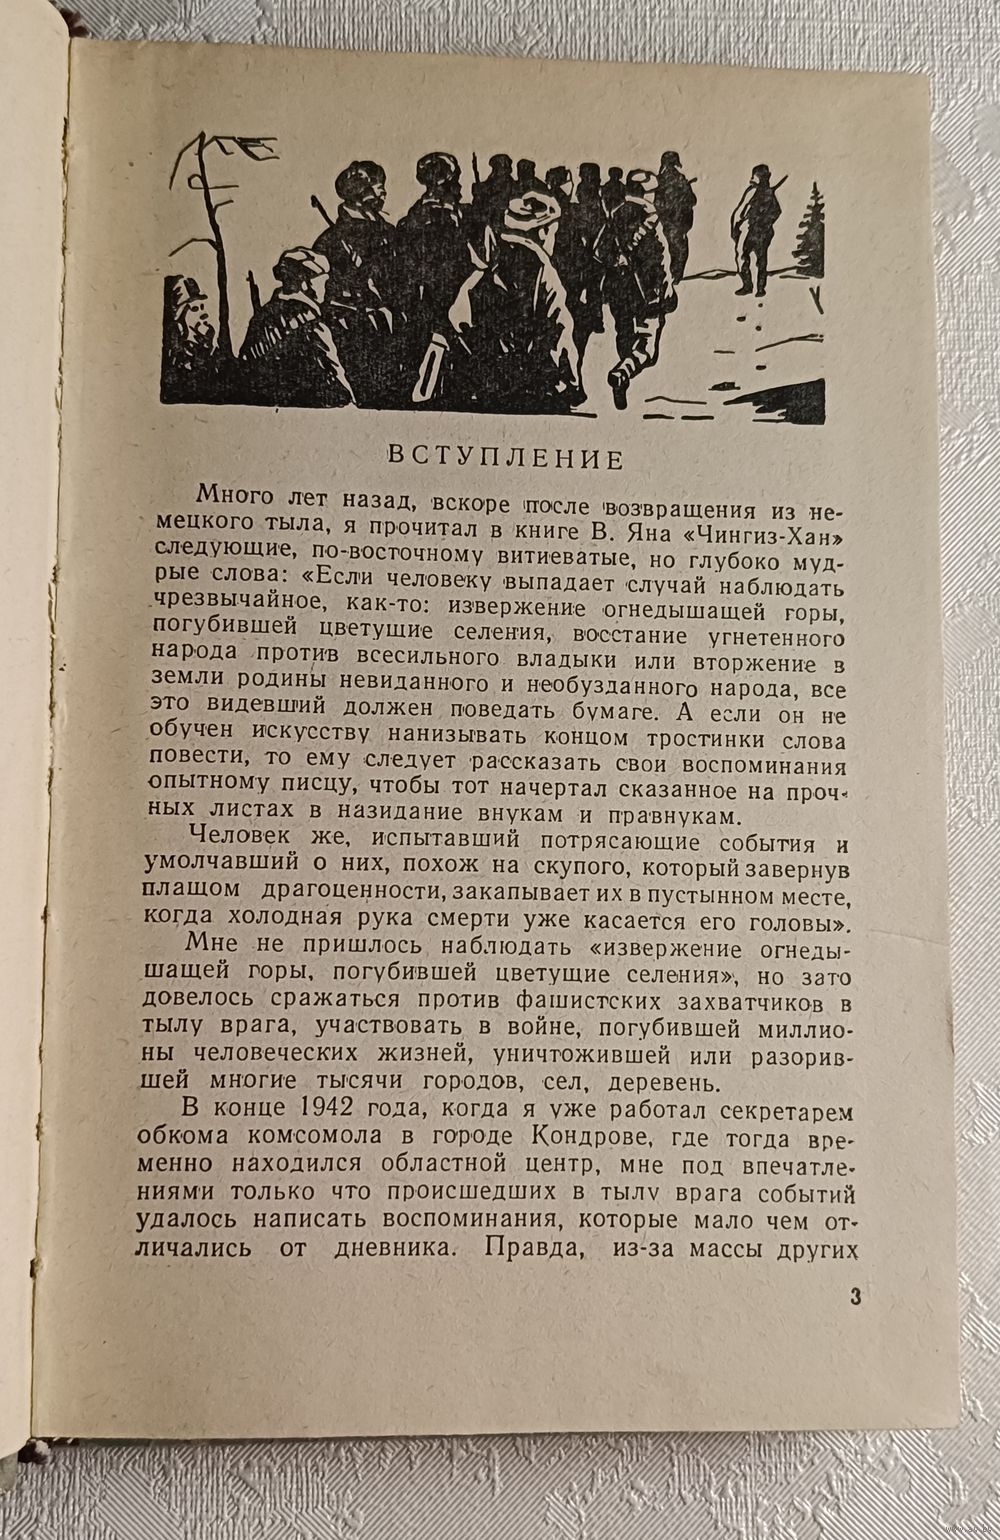 ВСТУПЛЕНИЕ
Много лет назад, вскоре после возвращения из не-
мецкого тыла, я прочитал в книге В. Яна «Чингиз-Хан»
следующие, по-восточному витиеватые, но глубоко муд-
рые слова: «Если человеку выпадает случай наблюдать
чрезвычайное, как-то: извержение огнедышащей горы,
погубившей цветущие селения, восстание угнетенного
народа против всесильного владыки или вторжение в
земли родины невиданного и необузданного народа, все
это видевший должен поведать бумаге. А если он не
обучен искусству нанизывать концом тростинки слова
повести, то ему следует рассказать свои воспоминания
опытному писцу, чтобы тот начертал сказанное на проч-
ных листах в назидание внукам и правнукам.
Человек же, испытавший потрясающие события и
умолчавший о них, похож на скупого, который завернув
плащом драгоценности, закапывает их в пустынном месте,
когда холодная рука смерти уже касается его головы».
Мне не пришлось наблюдать «извержение огнеды-
шащей горы, погубившей цветущие селения», но зато
довелось сражаться против фашистских захватчиков в
тылу врага, участвовать в войне, погубившей миллио-
ны человеческих жизней, уничтожившей или разорив-
шей многие тысячи городов, сел, деревень.
В конце 1942 года, когда я уже работал секретарем
обкома комсомола в городе Кондрове, где тогда вре-
менно находился областной центр, мне под впечатле-
ниями только что происшедших в тылу врага событий
удалось написать воспоминания, которые мало чем от-
личались от дневника. Правда, из-за массы других
3